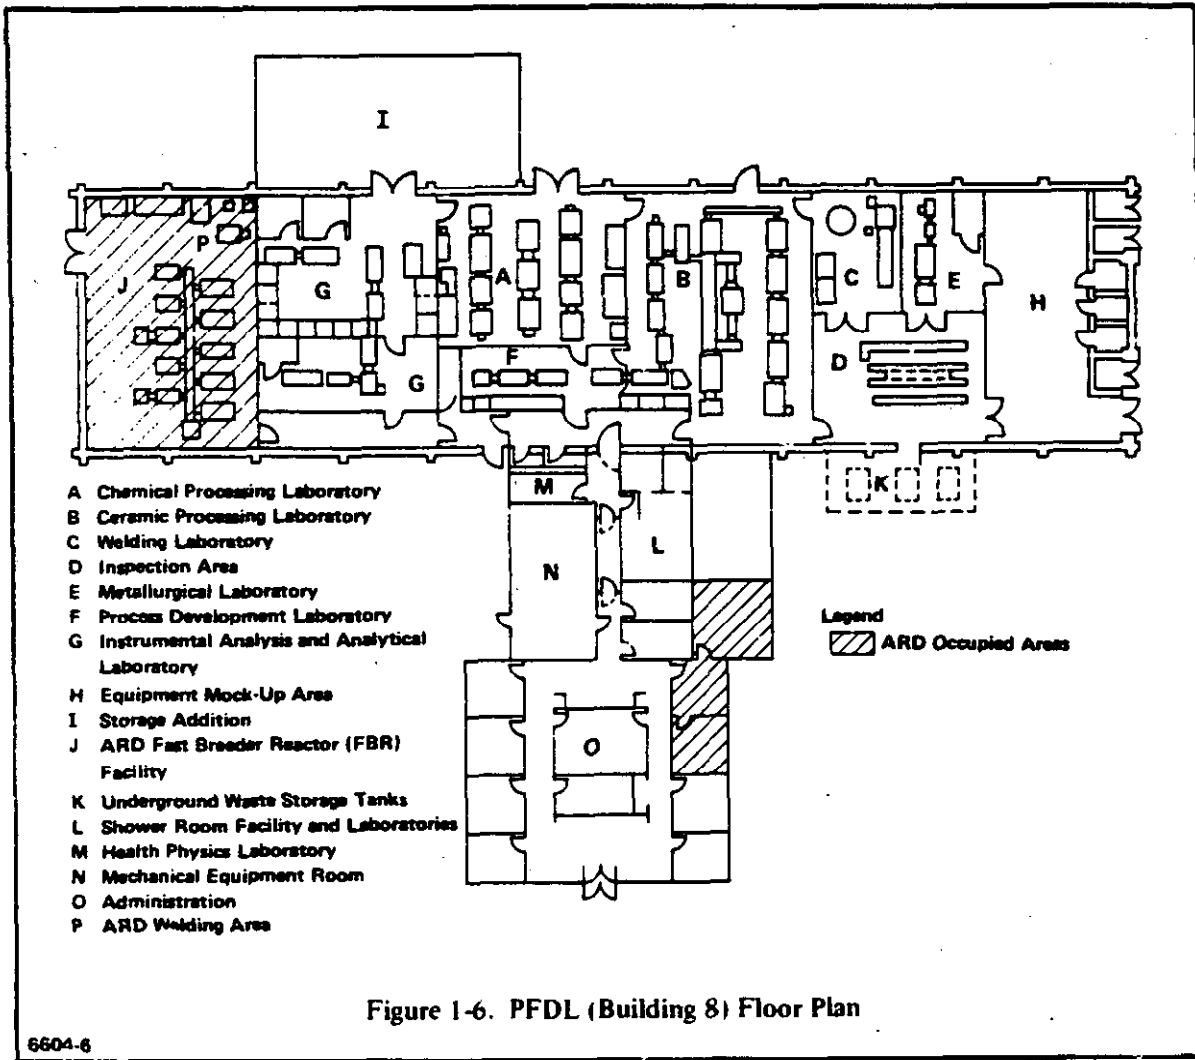 I
P
J
G
A
B
C
E
H
F
D
G
K
M
L
N
O
A Chemical Processing Laboratory
B Ceramic Processing Laboratory
C Welding Laboratory
D Inspection Area
E Metallurgical Laboratory
F Process Development Laboratory
G Instrumental Analysis and Analytical
Laboratory
H Equipment Mock-Up Area
I Storage Addition
J ARD Fast Breeder Reactor (FBR)
Facility
K Underground Waste Storage Tanks
L Shower Room Facility and Laboratories
M Health Physics Laboratory
N Mechanical Equipment Room
O Administration
P ARD Welding Area
Legend
ARD Occupied Areas
Figure 1-6. PFDL (Building 8) Floor Plan
6604-6